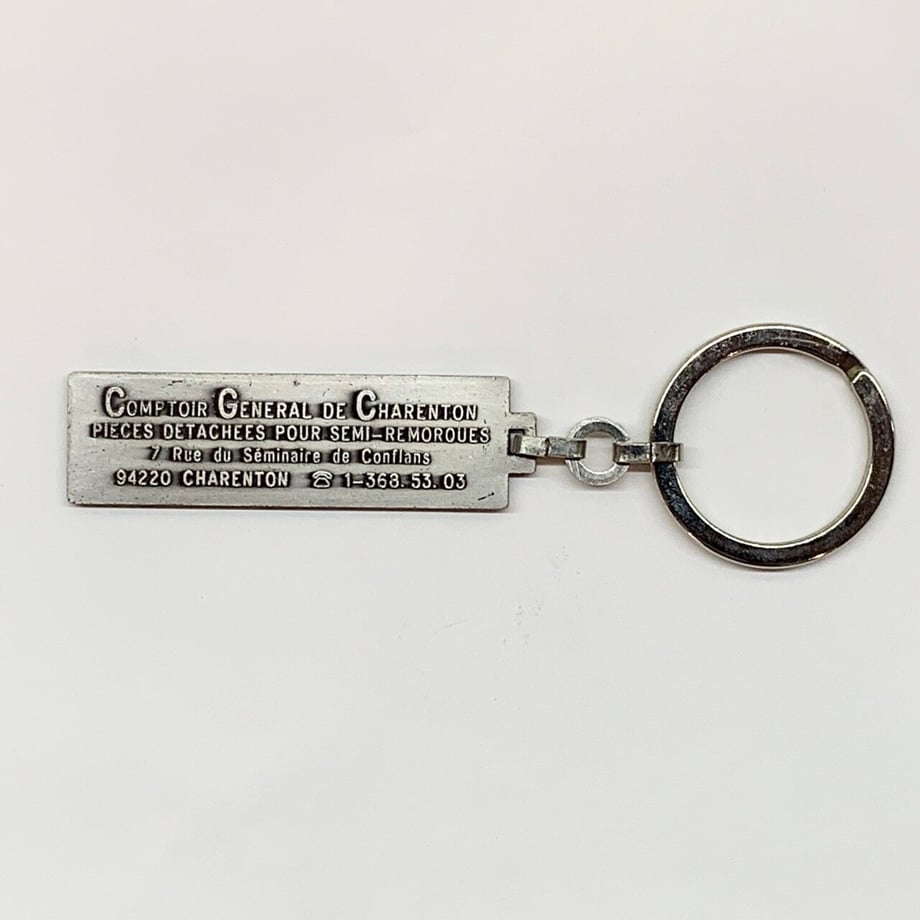 COMPTOIR GENERAL DE CHARENTON
PIECES DETACHEES POUR SEMI-REMORQUES
7 Rue du Séminaire de Conflans
94220 CHARENTON ☎ 1-368.53.03